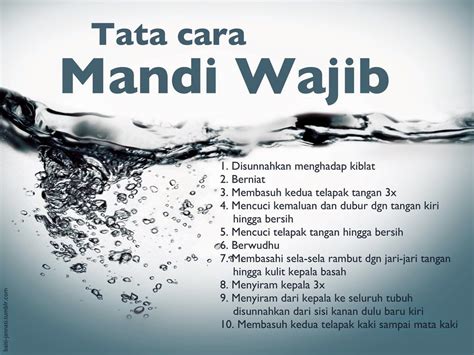 Tata cara
Mandi Wajib
1. Disunnahkan menghadap kiblat
2. Berniat
3. Membasuh kedua telapak tangan 3x
4. Mencuci kemaluan dan dubur dgn tangan kiri
hingga bersih
5. Mencuci telapak tangan hingga bersih
6. Berwudhu
7. Membasahi sela-sela rambut dgn jari-jari tangan
hingga kulit kepala basah
8. Menyiram kepala 3x
9. Menyiram dari kepala ke seluruh tubuh
disunnahkan dari sisi kanan dulu baru kiri
10. Membasuh kedua telapak kaki sampai mata kaki